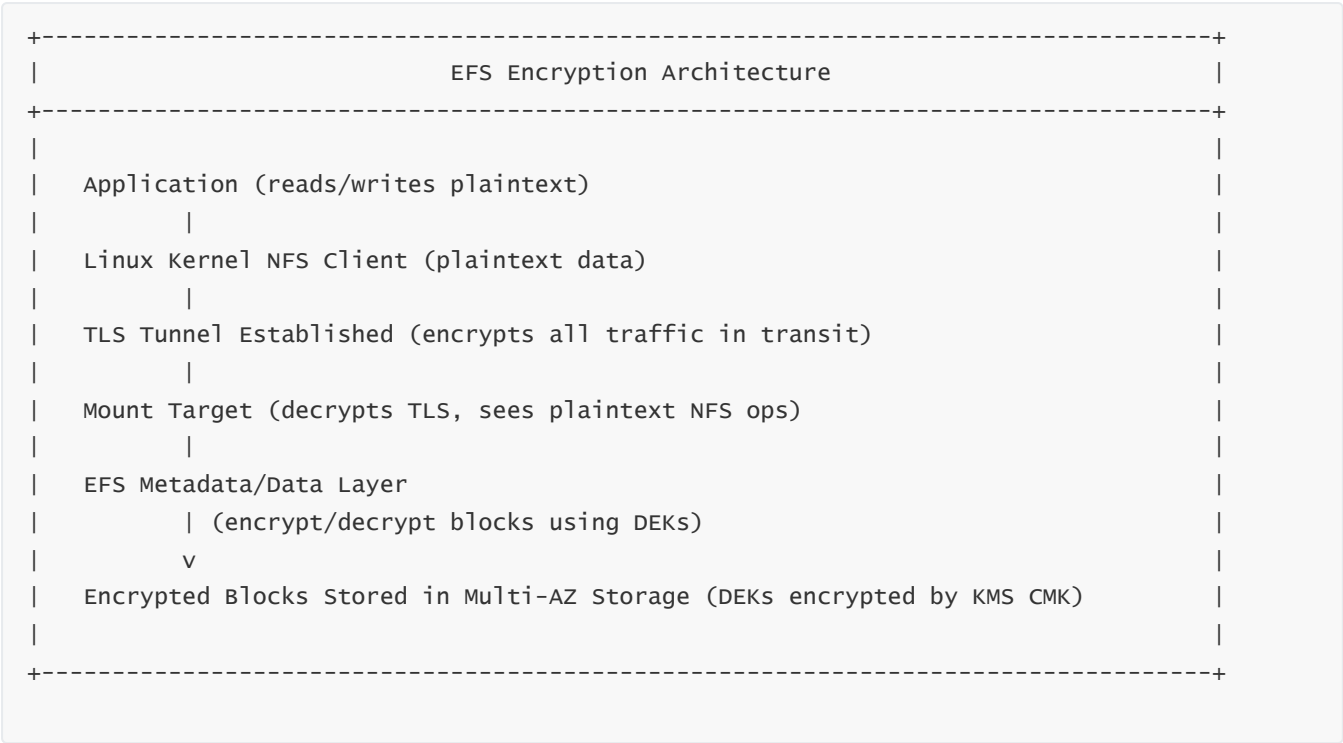 +-----------------------------------------------------------------------------------+
|                             EFS Encryption Architecture                           |
+-----------------------------------------------------------------------------------+
|                                                                                   |
|   Application (reads/writes plaintext)                                            |
|          |                                                                        |
|   Linux Kernel NFS Client (plaintext data)                                        |
|          |                                                                        |
|   TLS Tunnel Established (encrypts all traffic in transit)                        |
|          |                                                                        |
|   Mount Target (decrypts TLS, sees plaintext NFS ops)                             |
|          |                                                                        |
|   EFS Metadata/Data Layer                                                         |
|          | (encrypt/decrypt blocks using DEKs)                                    |
|          v                                                                        |
|   Encrypted Blocks Stored in Multi-AZ Storage (DEKs encrypted by KMS CMK)         |
|                                                                                   |
+-----------------------------------------------------------------------------------+